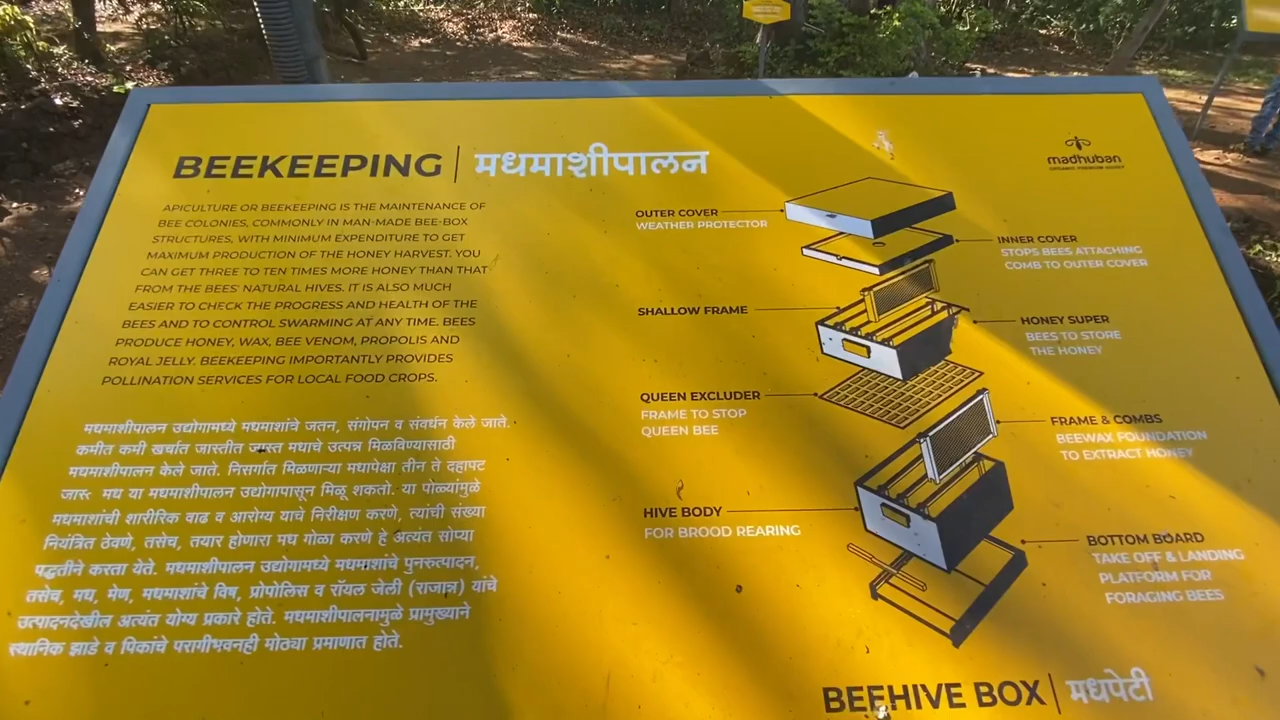 BEEKEEPING | मधमाशीपालन
APICULTURE OR BEEKEEPING IS THE MAINTENANCE OF
BEE COLONIES, COMMONLY IN MAN-MADE BEE-BOX
STRUCTURES, WITH MINIMUM EXPENDITURE TO GET
MAXIMUM PRODUCTION OF THE HONEY HARVEST. YOU
CAN GET THREE TO TEN TIMES MORE HONEY THAN THAT
FROM THE BEES' NATURAL HIVES. IT IS ALSO MUCH
EASIER TO CHECK THE PROGRESS AND HEALTH OF THE
BEES AND TO CONTROL SWARMING AT ANY TIME. BEES
PRODUCE HONEY, WAX, BEE VENOM, PROPOLIS AND
ROYAL JELLY. BEEKEEPING IMPORTANTLY PROVIDES
POLLINATION SERVICES FOR LOCAL FOOD CROPS.
मधमाशीपालन उद्योगामध्ये मधमाशांचे जतन, संगोपन व संवर्धन केले जाते.
कमीत कमी खर्चात जास्तीत जास्त मधाचे उत्पन्न मिळविण्यासाठी
मधमाशीपालन केले जाते. निसर्गात मिळणाऱ्या मधापेक्षा तीन ते दहापट
जास्त मध या मधमाशीपालन उद्योगापासून मिळू शकतो. या पोळ्यांमुळे
मधमाशांची शारीरिक वाढ व आरोग्य याचे निरीक्षण करणे, त्यांची संख्या
नियंत्रित ठेवणे, तसेच, तयार होणारा मध गोळा करणे हे अत्यंत सोप्या
पद्धतीने करता येते. मधमाशीपालन उद्योगामध्ये मधमाशांचे पुनरुत्पादन,
तसेच, मध, मेण, मधमाशांचे विष, प्रोपोलिस व रॉयल जेली (राजान्न) यांचे
उत्पादनदेखील अत्यंत योग्य प्रकारे होते. मधमाशीपालनामुळे प्रामुख्याने
स्थानिक झाडे व पिकांचे परागीभवनही मोठ्या प्रमाणात होते.
madhuban
OUTER COVER
WEATHER PROTECTOR
INNER COVER
STOPS BEES ATTACHING
COMB TO OUTER COVER
SHALLOW FRAME
HONEY SUPER
BEES TO STORE
THE HONEY
QUEEN EXCLUDER
FRAME TO STOP
QUEEN BEE
FRAME & COMBS
BEEWAX FOUNDATION
TO EXTRACT HONEY
HIVE BODY
FOR BROOD REARING
BOTTOM BOARD
TAKE OFF & LANDING
PLATFORM FOR
FORAGING BEES
BEEHIVE BOX | मधपेटी